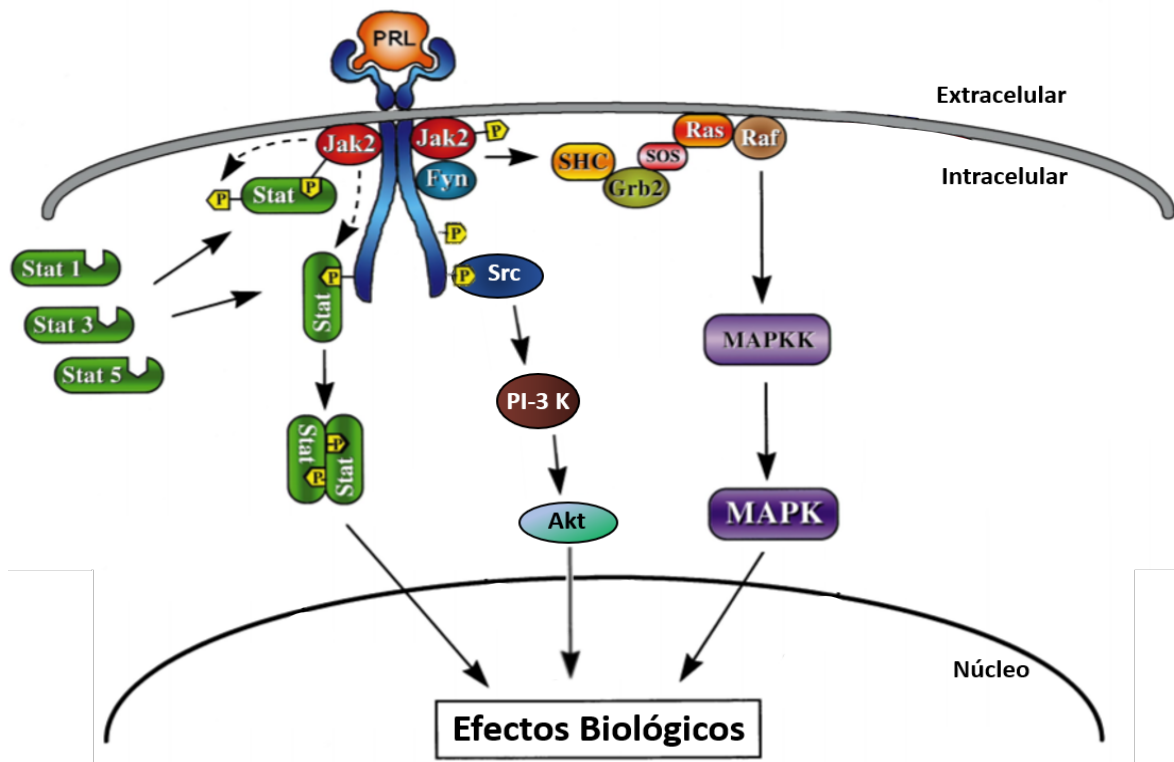 PRL
Extracelular
Intracelular
Jak2
Jak2
P
Ras
Raf
SOS
SHC
Grb2
Fyn
P
Stat
P
P
Stat 1
Stat 3
Stat 5
Stat
P
P
Src
MAPKK
PI-3 K
Stat
P
P
Stat
Akt
MAPK
Núcleo
Efectos Biológicos